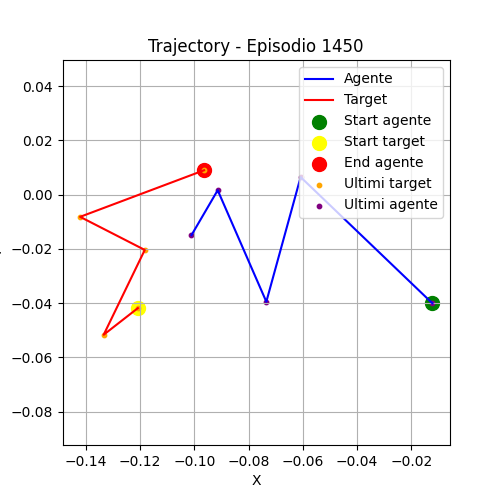 Trajectory - Episodio 1450
Agente
Target
Start agente
Start target
End agente
Ultimi target
Ultimi agente
0.04
0.02
0.00
−0.02
−0.04
−0.06
−0.08
−0.14 −0.12 −0.10 −0.08 −0.06 −0.04 −0.02
X